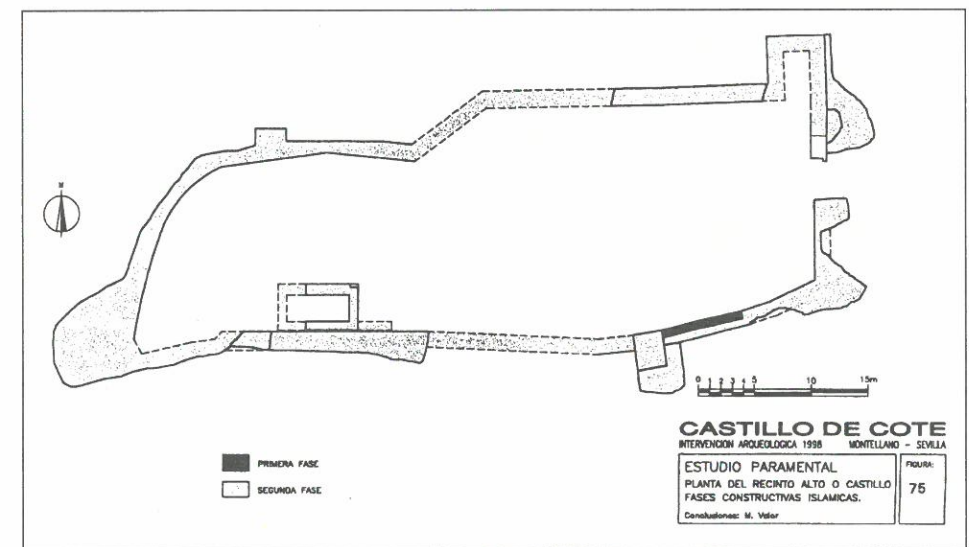 N
0 1 2 3 4 5 10 15m
CASTILLO DE COTE
INTERVENCION ARQUEOLOGICA 1998 MONTELLANO - SEVILLA
ESTUDIO PARAMENTAL
PLANTA DEL RECINTO ALTO O CASTILLO
FASES CONSTRUCTIVAS ISLAMICAS.
Conclusiones: M. Valor
FIGURA:
75
PRIMERA FASE
SEGUNDA FASE